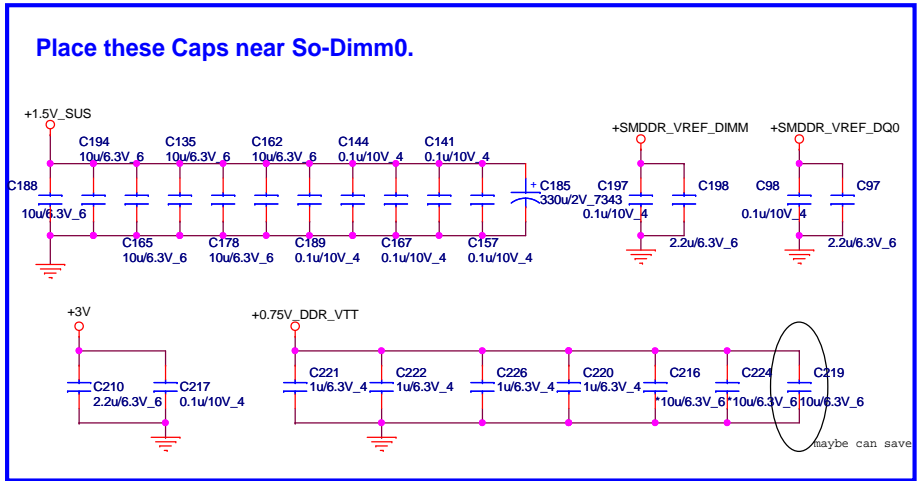 Place these Caps near So-Dimm0.
+1.5V_SUS
+SMDDR_VREF_DIMM
+SMDDR_VREF_DQ0
C194
10u/6.3V_6
C135
10u/6.3V_6
C162
10u/6.3V_6
C144
0.1u/10V_4
C141
0.1u/10V_4
C188
10u/6.3V_6
+
C185
330u/2V_7343
C197
0.1u/10V_4
C198
2.2u/6.3V_6
C98
0.1u/10V_4
C97
2.2u/6.3V_6
C165
10u/6.3V_6
C178
10u/6.3V_6
C189
0.1u/10V_4
C167
0.1u/10V_4
C157
0.1u/10V_4
+3V
+0.75V_DDR_VTT
C210
2.2u/6.3V_6
C217
0.1u/10V_4
C221
1u/6.3V_4
C222
1u/6.3V_4
C226
1u/6.3V_4
C220
1u/6.3V_4
C216
*10u/6.3V_6
C224
*10u/6.3V_6
C219
10u/6.3V_6
maybe can save